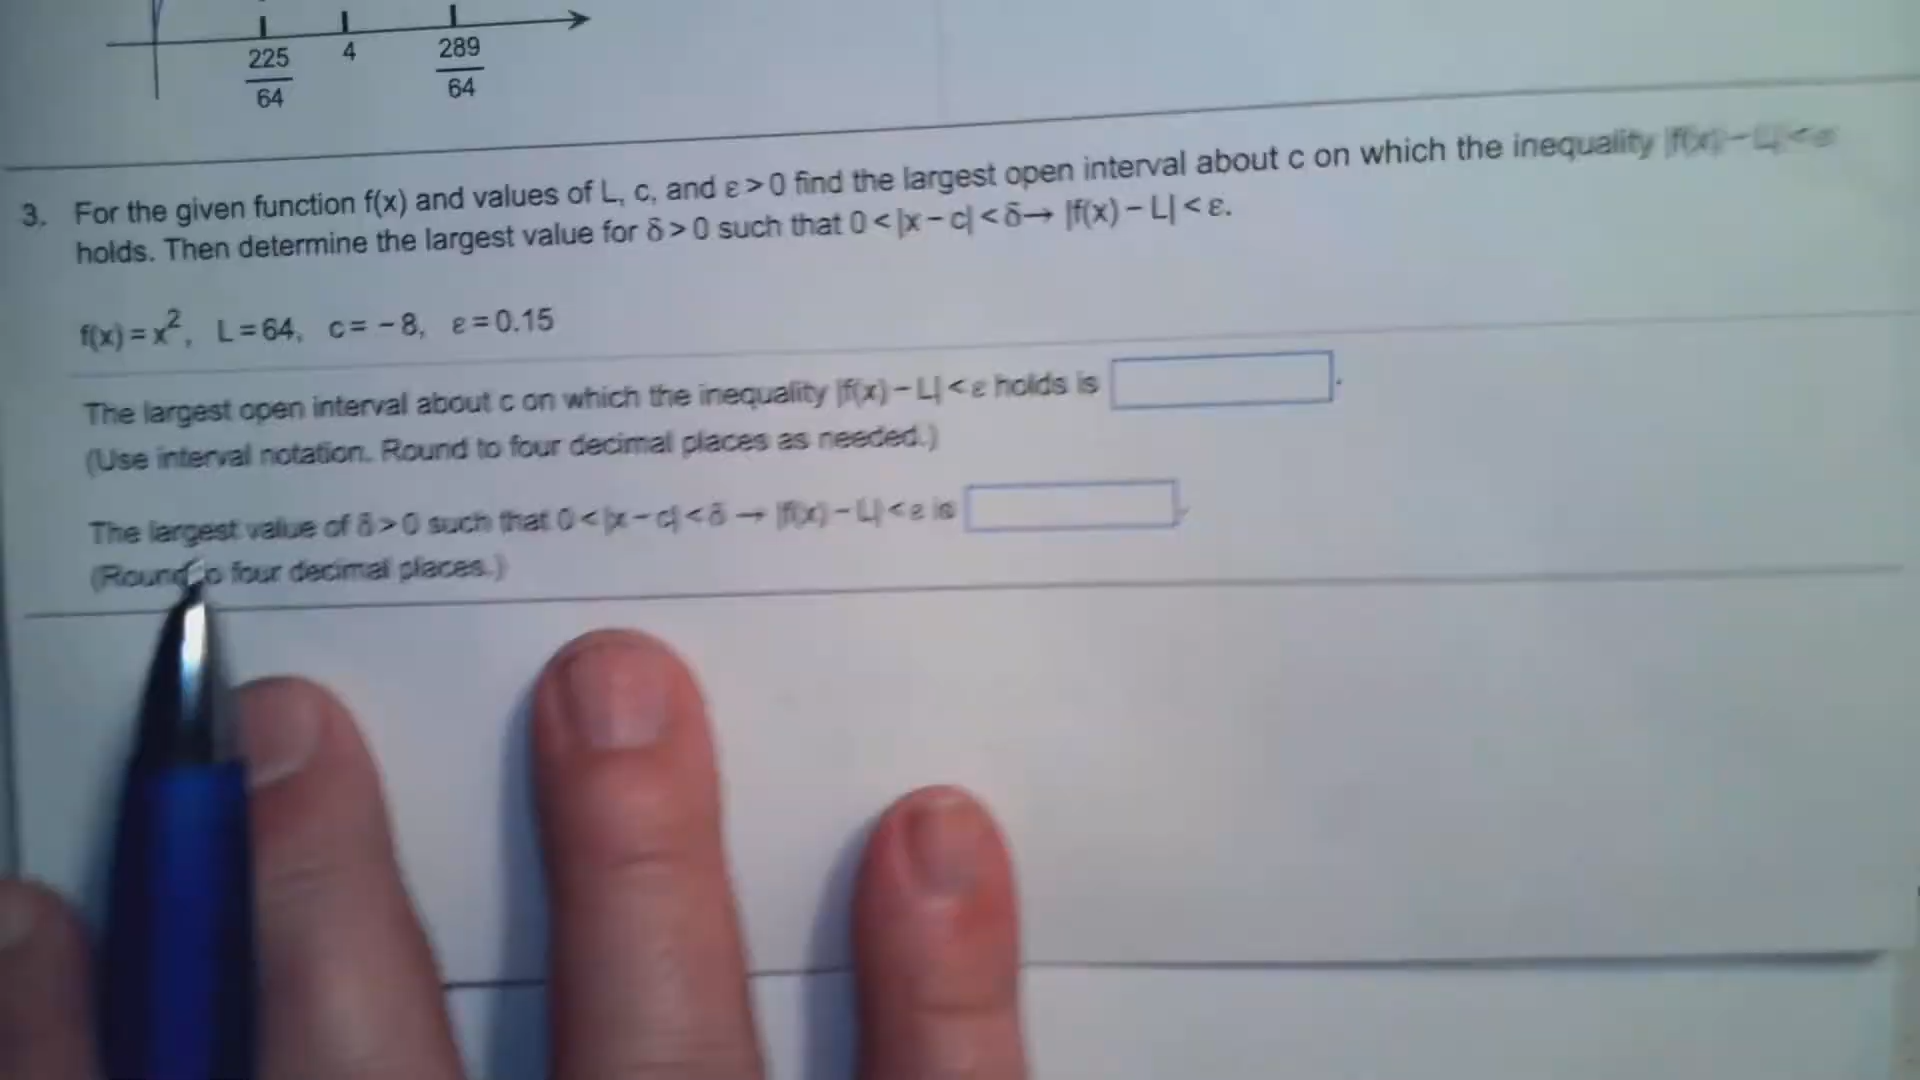 225 4 289
64 64
3. For the given function f(x) and values of L, c, and ε > 0 find the largest open interval about c on which the inequality |f(x) − L| < ε
holds. Then determine the largest value for δ > 0 such that 0 < |x − c| < δ → |f(x) − L| < ε.
f(x) = x², L = 64, c = − 8, ε = 0.15
The largest open interval about c on which the inequality |f(x) − L| < ε holds is .
(Use interval notation. Round to four decimal places as needed.)
The largest value of δ > 0 such that 0 < |x − c| < δ → |f(x) − L| < ε is .
(Round to four decimal places.)